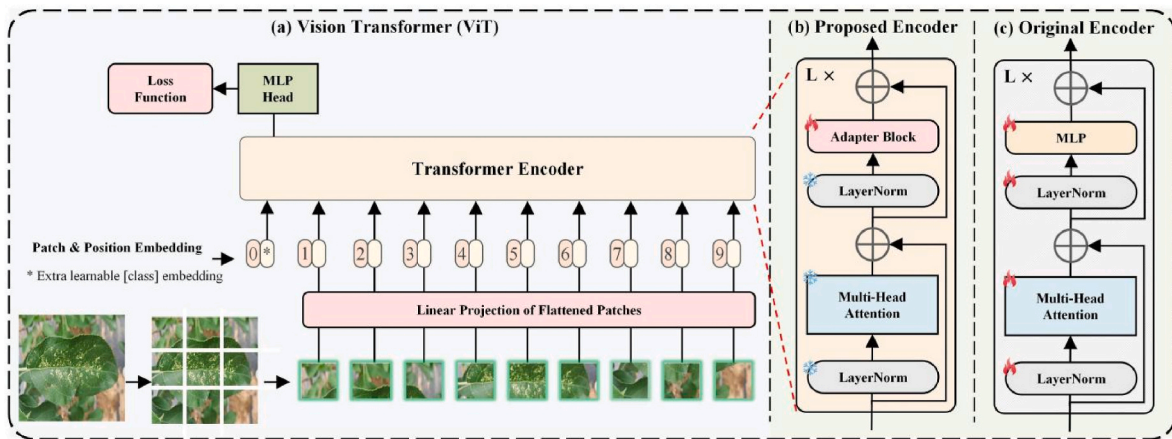 (a) Vision Transformer (ViT)
Loss
Function
MLP
Head
Transformer Encoder
Patch & Position Embedding
* Extra learnable [class] embedding
0 *
1
2
3
4
5
6
7
8
9
Linear Projection of Flattened Patches
(b) Proposed Encoder
L ×
Adapter Block
LayerNorm
Multi-Head
Attention
LayerNorm
(c) Original Encoder
L ×
MLP
LayerNorm
Multi-Head
Attention
LayerNorm